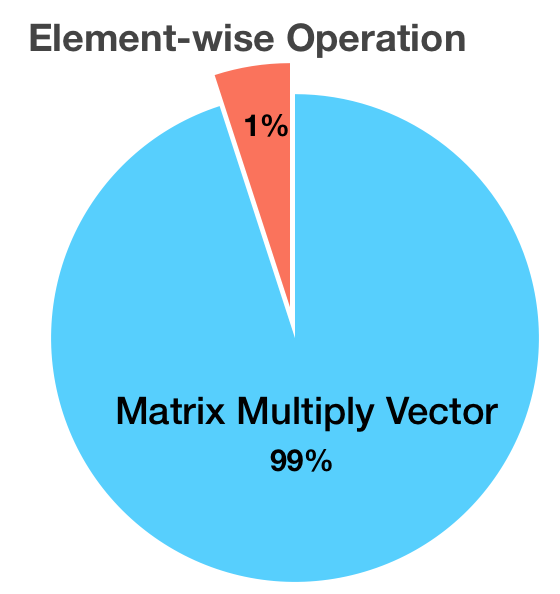 Element-wise Operation
1%
Matrix Multiply Vector
99%